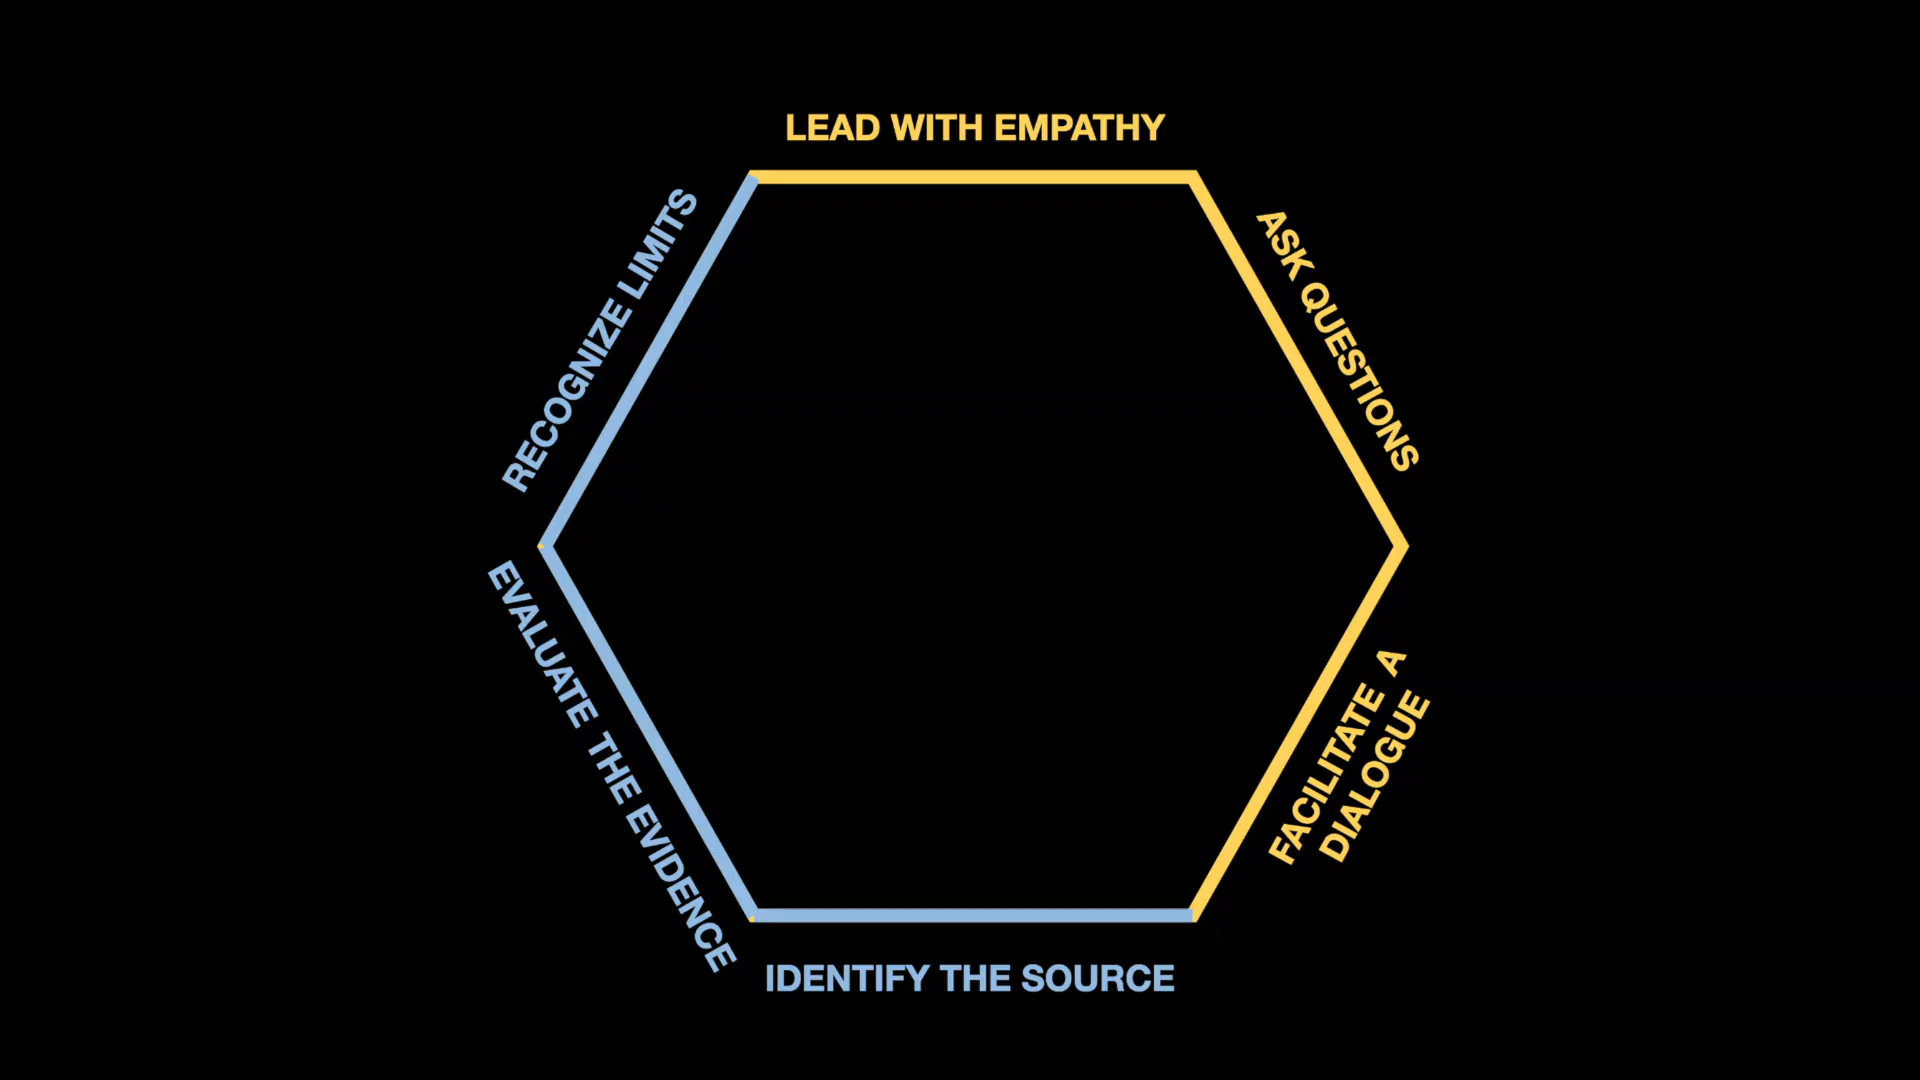 LEAD WITH EMPATHY
ASK QUESTIONS
FACILITATE A
DIALOGUE
IDENTIFY THE SOURCE
EVALUATE THE EVIDENCE
RECOGNIZE LIMITS